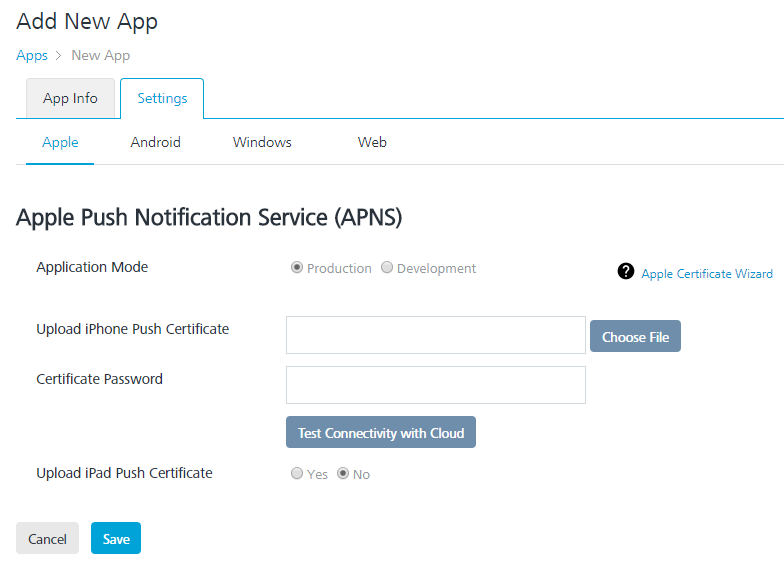 Add New App
Apps > New App
App Info Settings
Apple Android Windows Web
Apple Push Notification Service (APNS)
Application Mode Production Development ? Apple Certificate Wizard
Upload iPhone Push Certificate Choose File
Certificate Password
Test Connectivity with Cloud
Upload iPad Push Certificate Yes No
Cancel Save